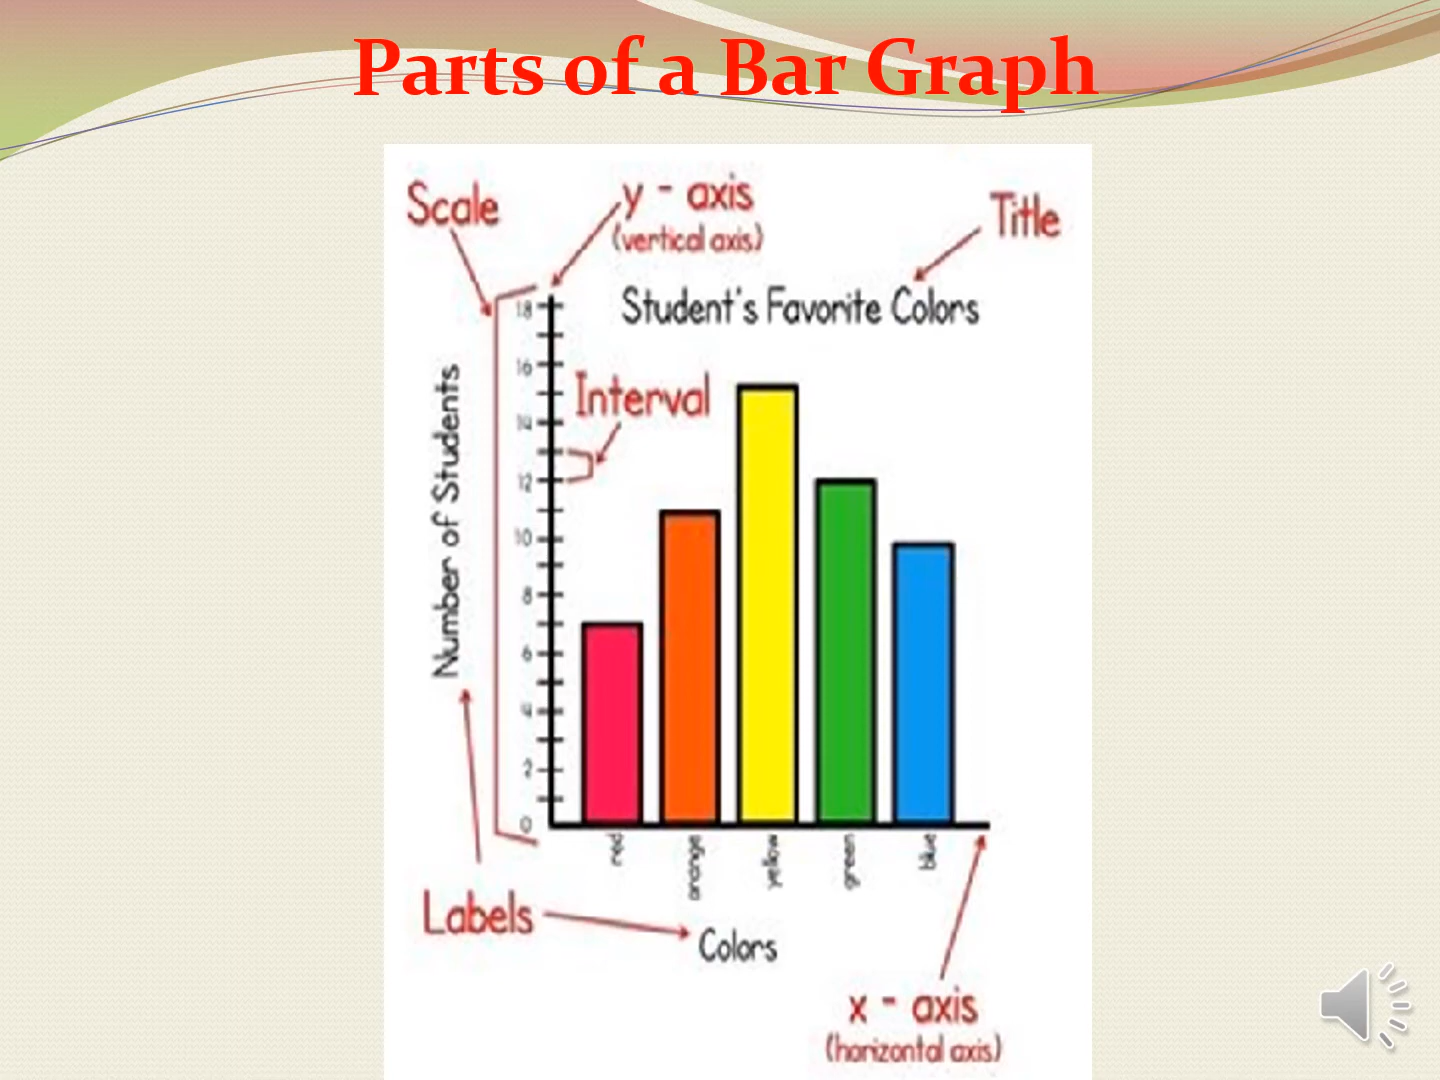 Parts of a Bar Graph
Scale
y - axis
(vertical axis)
Title
Student's Favorite Colors
18
16
Interval
14
12
10
8
6
4
2
0
Number of Students
red
orange
yellow
green
blue
Labels
Colors
x - axis
(horizontal axis)